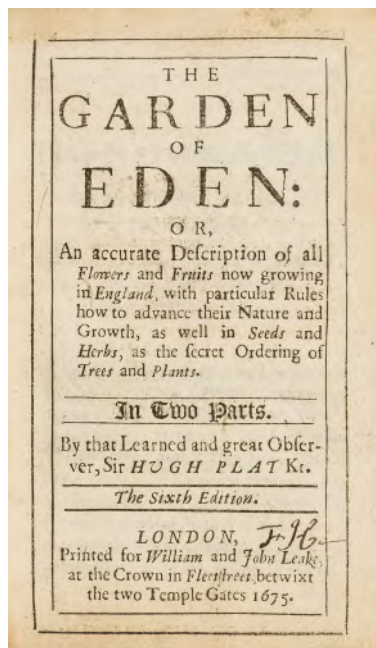 THE
GARDEN
OF
EDEN:
OR,
An accurate Deſcription of all
Flowers and Fruits now growing
in England, with particular Rules
how to advance their Nature and
Growth, as well in Seeds and
Herbs, as the ſecret Ordering of
Trees and Plants.
In Two Parts.
By that Learned and great Obſer-
ver, Sir HVGH PLAT Kt.
The Sixth Edition.
LONDON,
Printed for William and John Leake,
at the Crown in Fleetſtreet, betwixt
the two Temple Gates 1675.